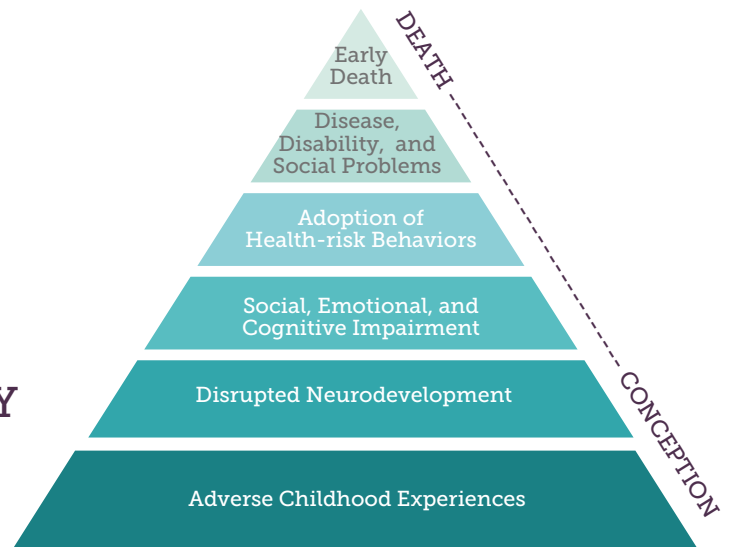 DEATH
Early
Death
Disease,
Disability, and
Social Problems
Adoption of
Health-risk Behaviors
Social, Emotional, and
Cognitive Impairment
Y
Disrupted Neurodevelopment
CONCEPTION
Adverse Childhood Experiences